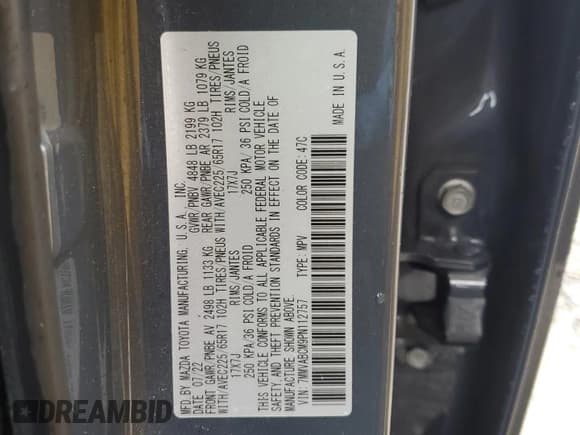 MFD. BY MAZDA TOYOTA MANUFACTURING, U.S.A., INC.
DATE 07/22 GVWR/PNBV 4848 LB 2199 KG
FRONT GAWR/PNBE AV 2498 LB 1133 KG REAR GAWR/PNBE AR 2379 LB 1079 KG
WITH/AVEC225/65R17 102H TIRES/PNEUS WITH/AVEC225/65R17 102H TIRES/PNEUS
17X7J RIMS/JANTES 17X7J RIMS/JANTES
250 KPA/36 PSI COLD/A FROID 250 KPA/ 36 PSI COLD/A FROID
THIS VEHICLE CONFORMS TO ALL APPLICABLE FEDERAL MOTOR VEHICLE
SAFETY AND THEFT PREVENTION STANDARDS IN EFFECT ON THE DATE OF
MANUFACTURE SHOWN ABOVE.
VIN: 7MMVABCM9PN112757 TYPE: MPV COLOR CODE: 47C
MADE IN U.S.A.
DREAMBID